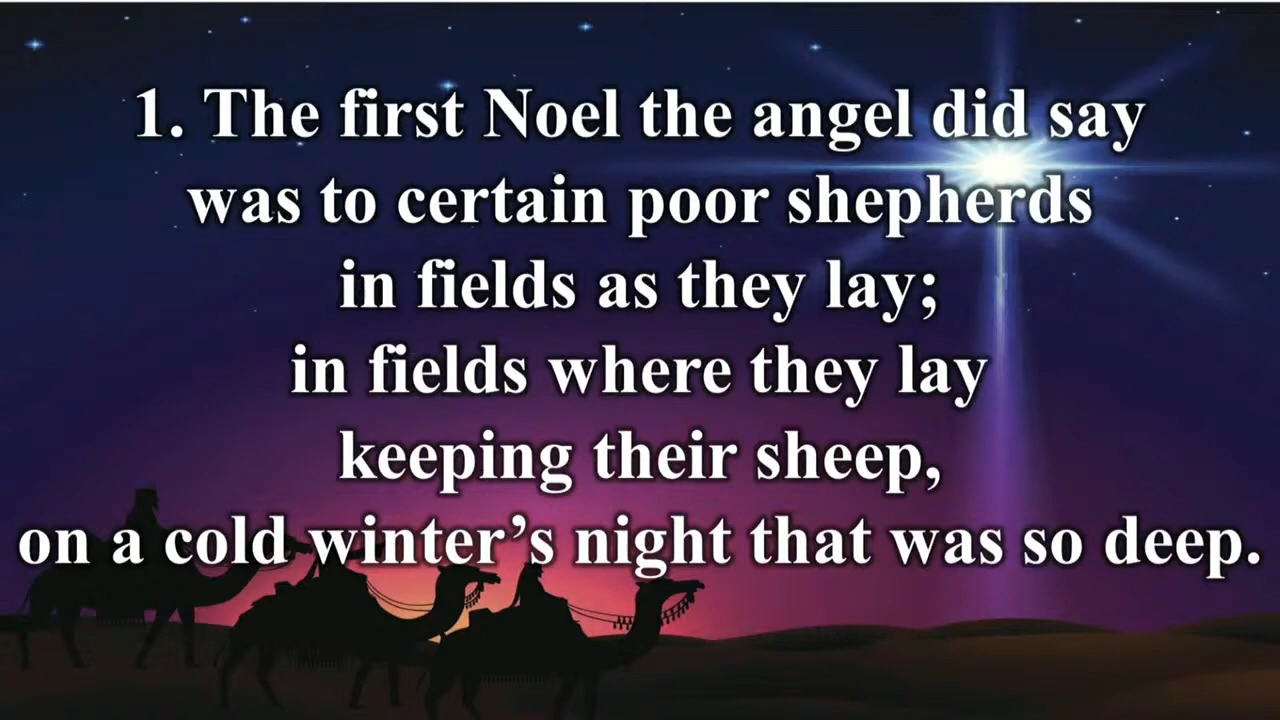 1. The first Noel the angel did say
was to certain poor shepherds
in fields as they lay;
in fields where they lay
keeping their sheep,
on a cold winter’s night that was so deep.